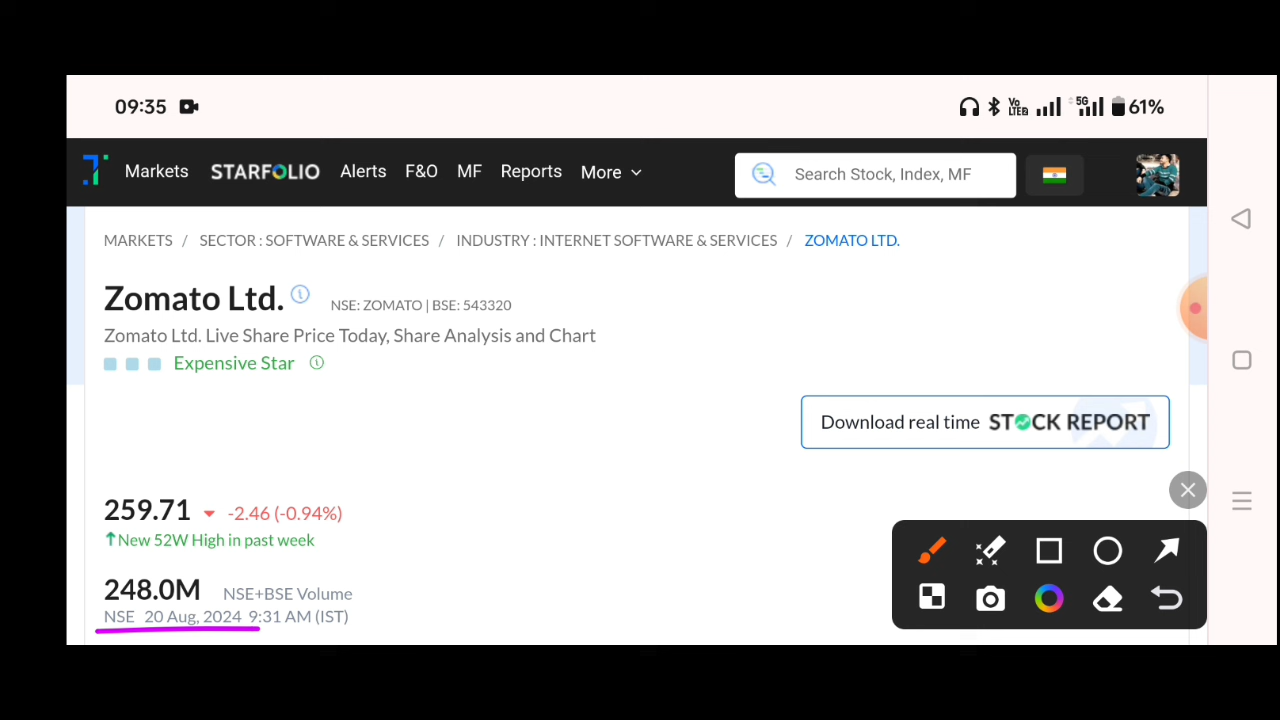 09:35 Vo LTE2 5G 61%
Markets STARFOLIO Alerts F&O MF Reports More Search Stock, Index, MF
MARKETS / SECTOR : SOFTWARE & SERVICES / INDUSTRY : INTERNET SOFTWARE & SERVICES / ZOMATO LTD.
Zomato Ltd. NSE: ZOMATO | BSE: 543320
Zomato Ltd. Live Share Price Today, Share Analysis and Chart
Expensive Star
Download real time STOCK REPORT
259.71 -2.46 (-0.94%)
New 52W High in past week
248.0M NSE+BSE Volume
NSE 20 Aug, 2024 9:31 AM (IST)